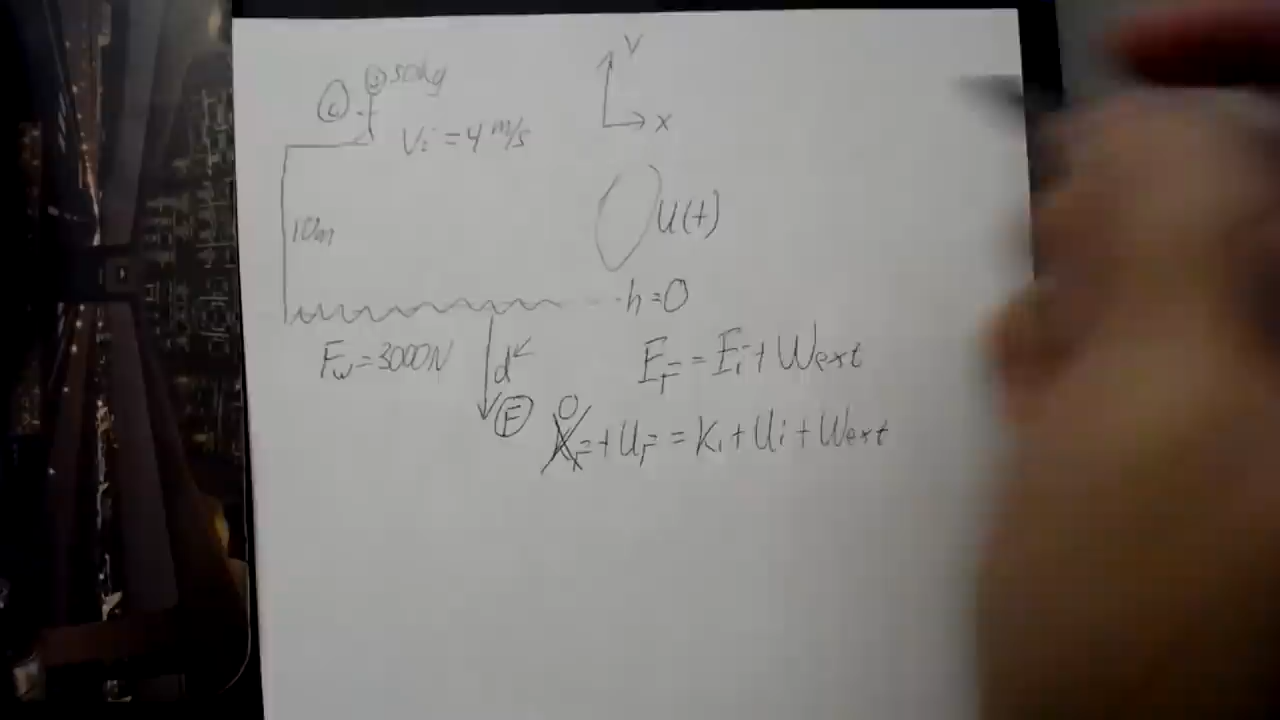 50kg
i
Vi = 4 m/s
y
x
10m
U(t)
h=0
Fw = 3000N
d
F
EF = Ei + Wext
0
KF + UF = Ki + Ui + Wext